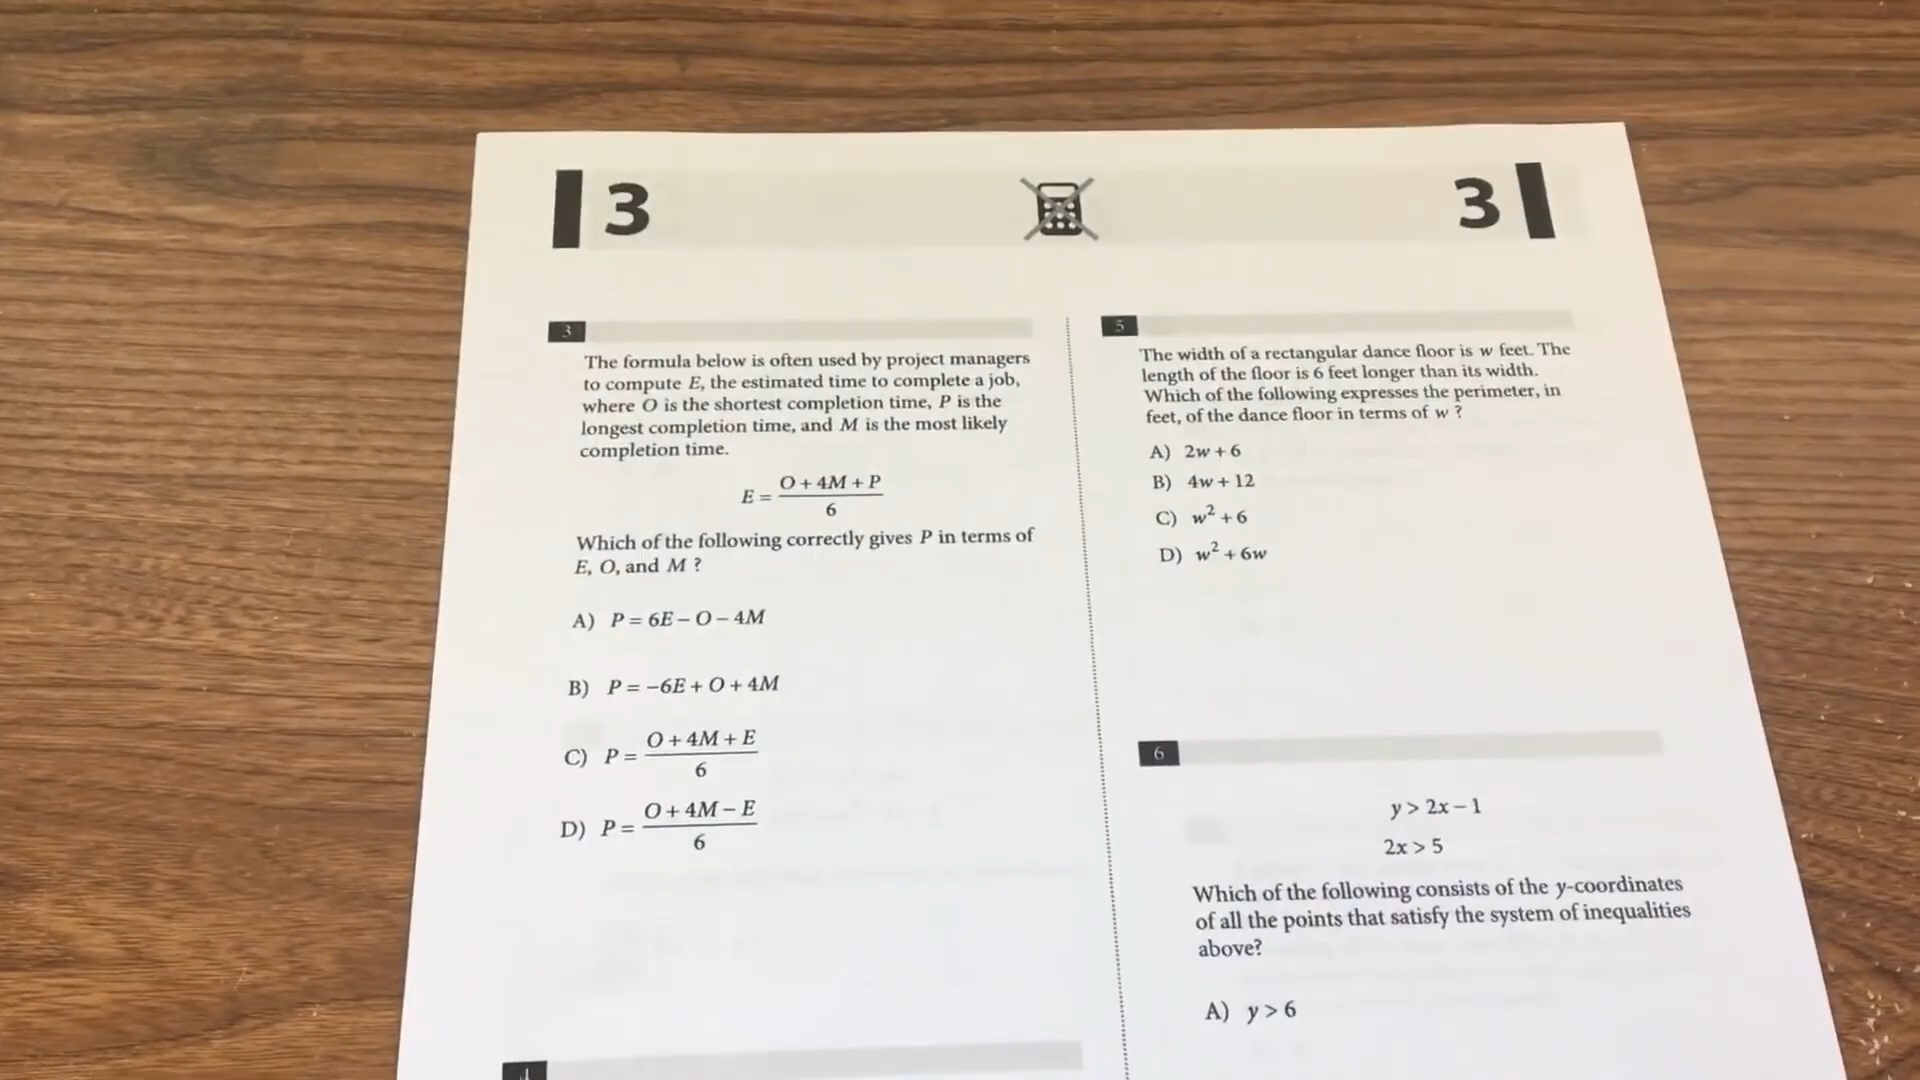 3 3
3
The formula below is often used by project managers
to compute E, the estimated time to complete a job,
where O is the shortest completion time, P is the
longest completion time, and M is the most likely
completion time.
E = (O + 4M + P) / 6
Which of the following correctly gives P in terms of
E, O, and M ?
A) P = 6E – O – 4M
B) P = –6E + O + 4M
C) P = (O + 4M + E) / 6
D) P = (O + 4M – E) / 6
4
5
The width of a rectangular dance floor is w feet. The
length of the floor is 6 feet longer than its width.
Which of the following expresses the perimeter, in
feet, of the dance floor in terms of w ?
A) 2w + 6
B) 4w + 12
C) w² + 6
D) w² + 6w
6
y > 2x – 1
2x > 5
Which of the following consists of the y-coordinates
of all the points that satisfy the system of inequalities
above?
A) y > 6